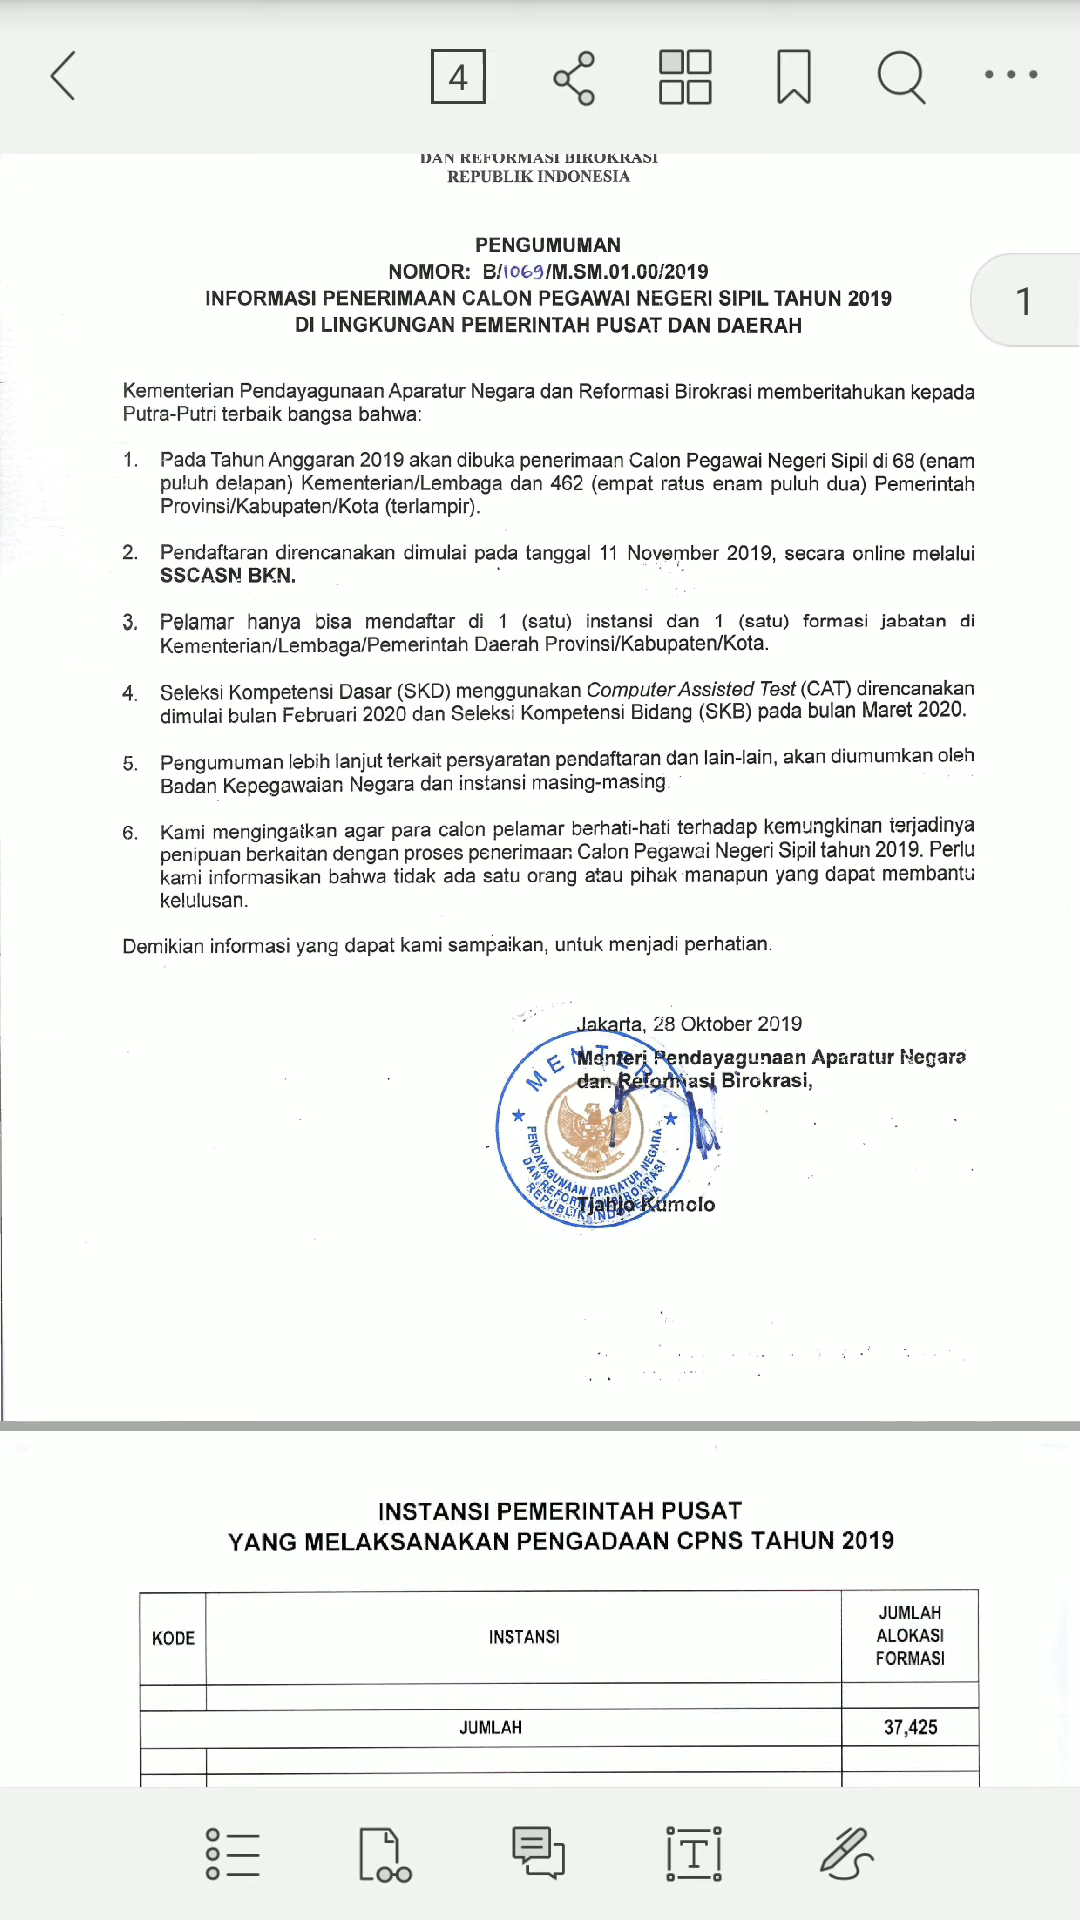 4
DAN REFORMASI BIROKRASI
REPUBLIK INDONESIA
PENGUMUMAN
NOMOR: B/1069/M.SM.01.00/2019
INFORMASI PENERIMAAN CALON PEGAWAI NEGERI SIPIL TAHUN 2019
DI LINGKUNGAN PEMERINTAH PUSAT DAN DAERAH
1
Kementerian Pendayagunaan Aparatur Negara dan Reformasi Birokrasi memberitahukan kepada
Putra-Putri terbaik bangsa bahwa:
1. Pada Tahun Anggaran 2019 akan dibuka penerimaan Calon Pegawai Negeri Sipil di 68 (enam
puluh delapan) Kementerian/Lembaga dan 462 (empat ratus enam puluh dua) Pemerintah
Provinsi/Kabupaten/Kota (terlampir).
2. Pendaftaran direncanakan dimulai pada tanggal 11 November 2019, secara online melalui
SSCASN BKN.
3. Pelamar hanya bisa mendaftar di 1 (satu) instansi dan 1 (satu) formasi jabatan di
Kementerian/Lembaga/Pemerintah Daerah Provinsi/Kabupaten/Kota.
4. Seleksi Kompetensi Dasar (SKD) menggunakan Computer Assisted Test (CAT) direncanakan
dimulai bulan Februari 2020 dan Seleksi Kompetensi Bidang (SKB) pada bulan Maret 2020.
5. Pengumuman lebih lanjut terkait persyaratan pendaftaran dan lain-lain, akan diumumkan oleh
Badan Kepegawaian Negara dan instansi masing-masing
6. Kami mengingatkan agar para calon pelamar berhati-hati terhadap kemungkinan terjadinya
penipuan berkaitan dengan proses penerimaan Calon Pegawai Negeri Sipil tahun 2019. Perlu
kami informasikan bahwa tidak ada satu orang atau pihak manapun yang dapat membantu
kelulusan.
Demikian informasi yang dapat kami sampaikan, untuk menjadi perhatian.
Jakarta, 28 Oktober 2019
Menteri Pendayagunaan Aparatur Negara
dan Reformasi Birokrasi,
MENTERI
PENDAYAGUNAAN APARATUR NEGARA
DAN REFORMASI BIROKRASI
REPUBLIK INDONESIA
Tjahjo Kumolo
INSTANSI PEMERINTAH PUSAT
YANG MELAKSANAKAN PENGADAAN CPNS TAHUN 2019
KODE INSTANSI JUMLAH ALOKASI FORMASI
JUMLAH 37,425
T